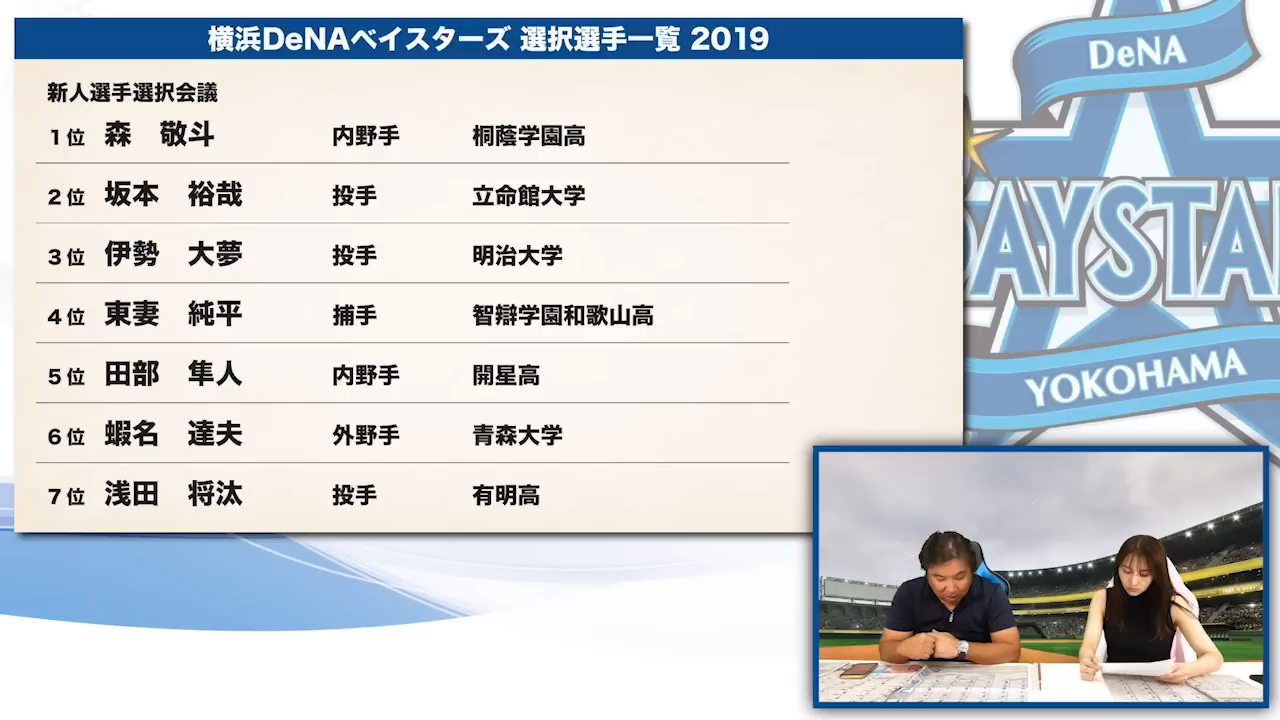 横浜DeNAベイスターズ 選択選手一覧 2019
新人選手選択会議
1位 森 敬斗 内野手 桐蔭学園高
2位 坂本 裕哉 投手 立命館大学
3位 伊勢 大夢 投手 明治大学
4位 東妻 純平 捕手 智辯学園和歌山高
5位 田部 隼人 内野手 開星高
6位 蝦名 達夫 外野手 青森大学
7位 浅田 将汰 投手 有明高
DeNA
BAYSTA
YOKOHAMA